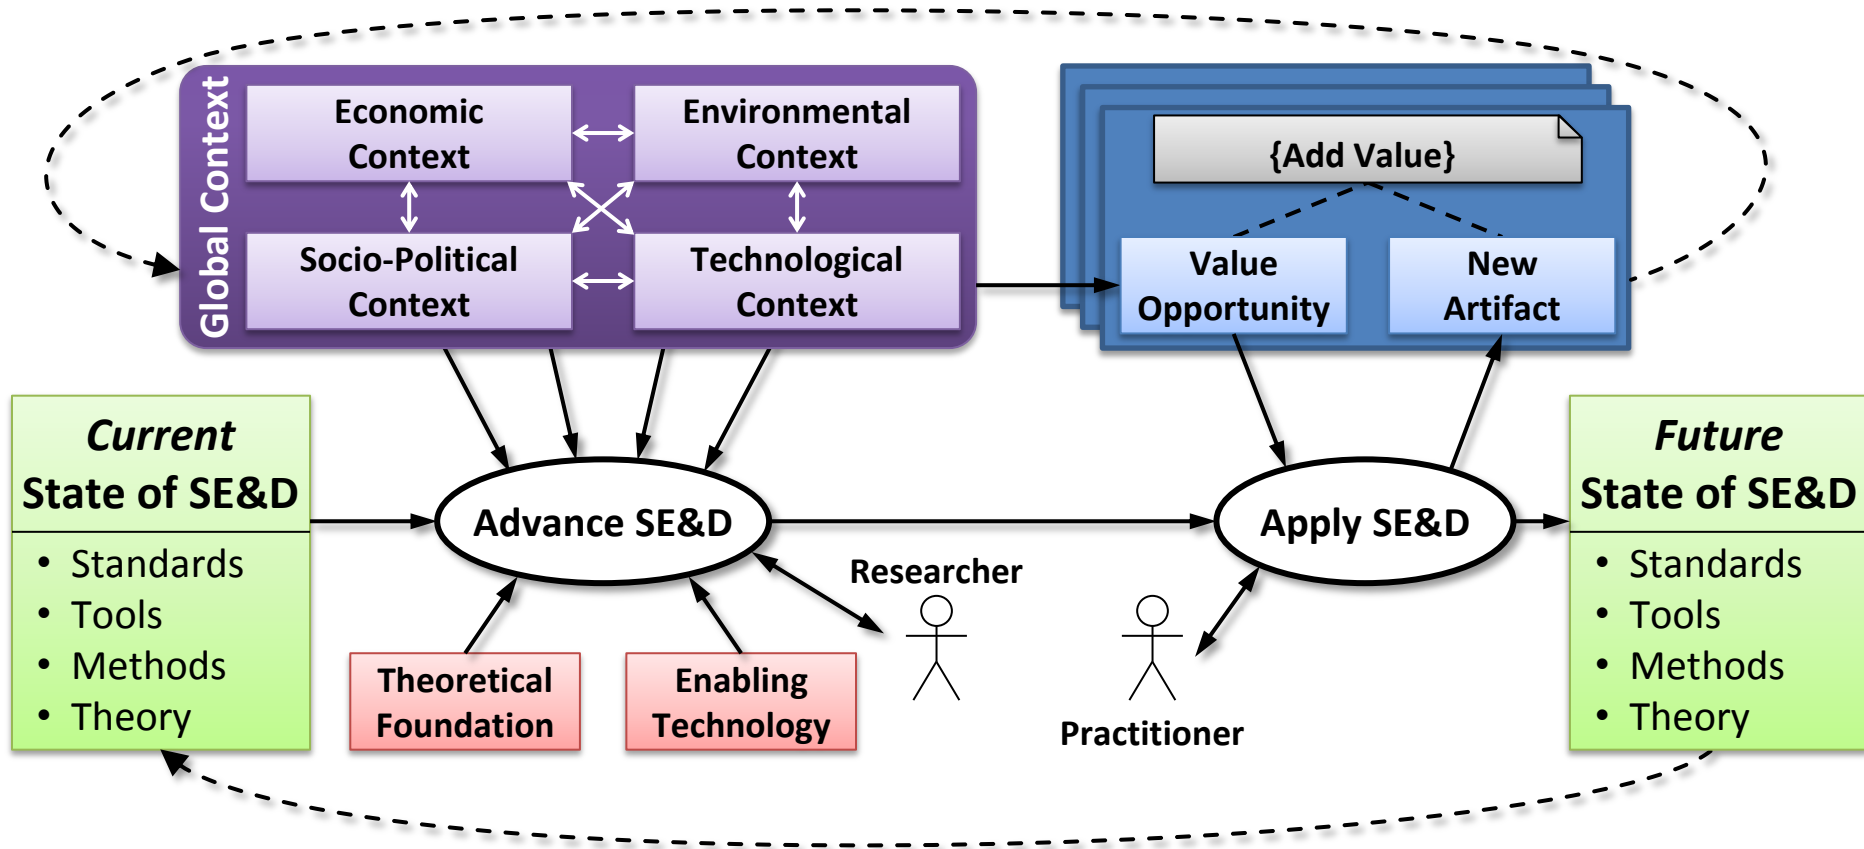 Global Context
Economic
Context
Environmental
Context
Socio-Political
Context
Technological
Context
{Add Value}
Value
Opportunity
New
Artifact
Current
State of SE&D
• Standards
• Tools
• Methods
• Theory
Advance SE&D
Apply SE&D
Researcher
Practitioner
Theoretical
Foundation
Enabling
Technology
Future
State of SE&D
• Standards
• Tools
• Methods
• Theory